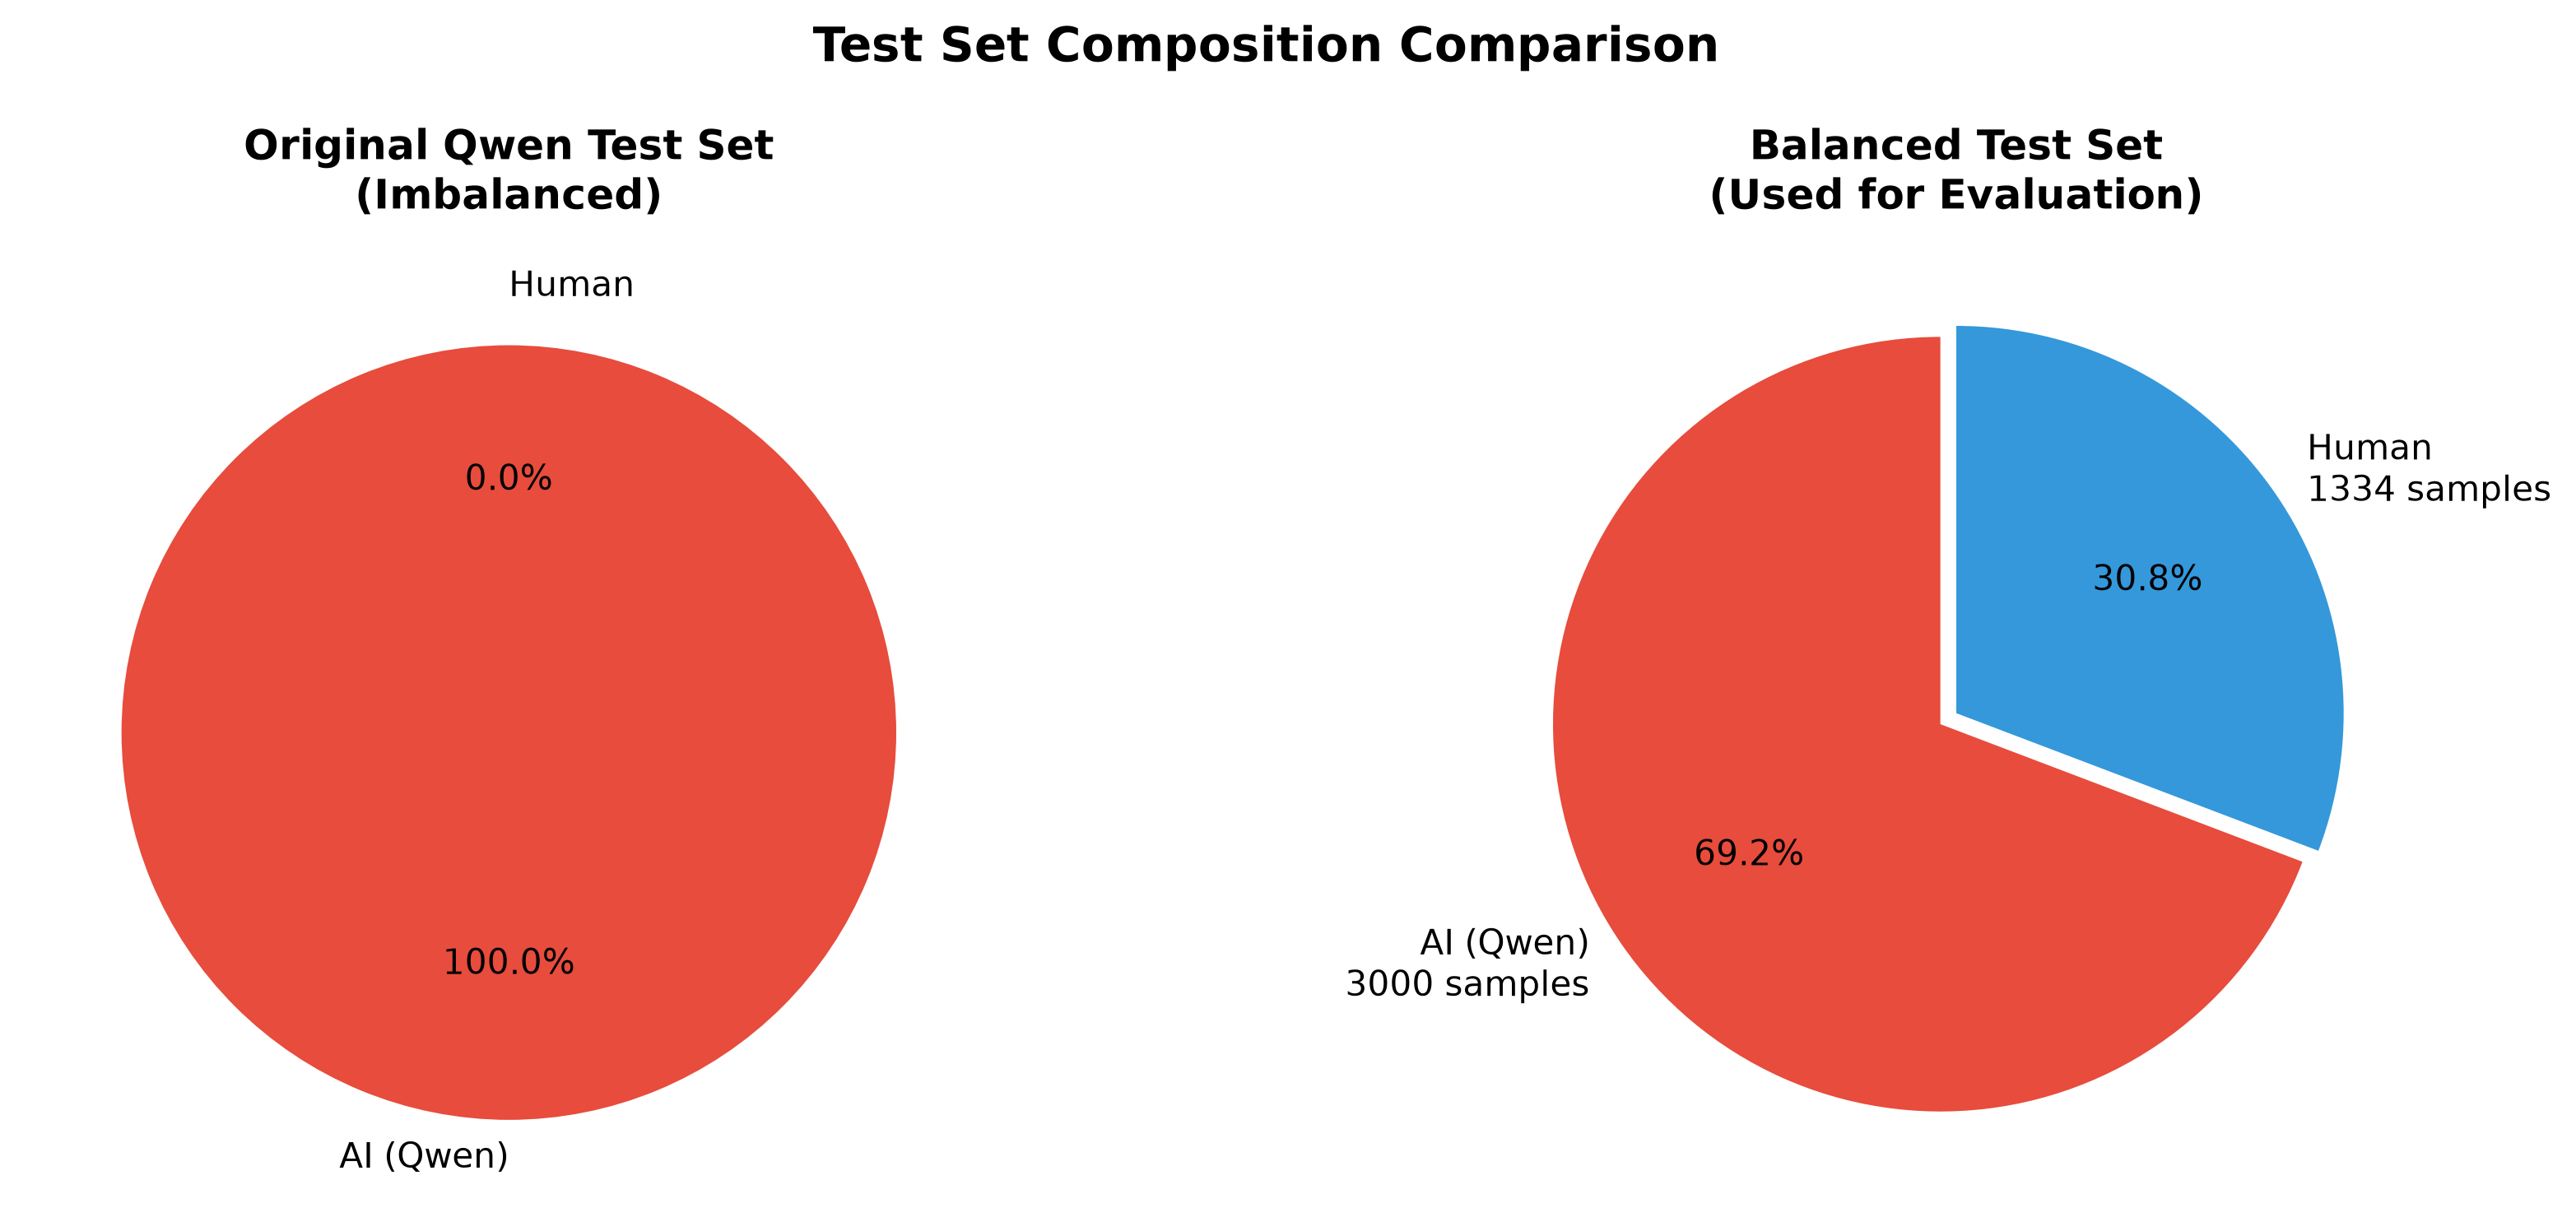 Test Set Composition Comparison
Original Qwen Test Set
(Imbalanced)
Human
0.0%
100.0%
AI (Qwen)
Balanced Test Set
(Used for Evaluation)
Human
1334 samples
30.8%
69.2%
AI (Qwen)
3000 samples